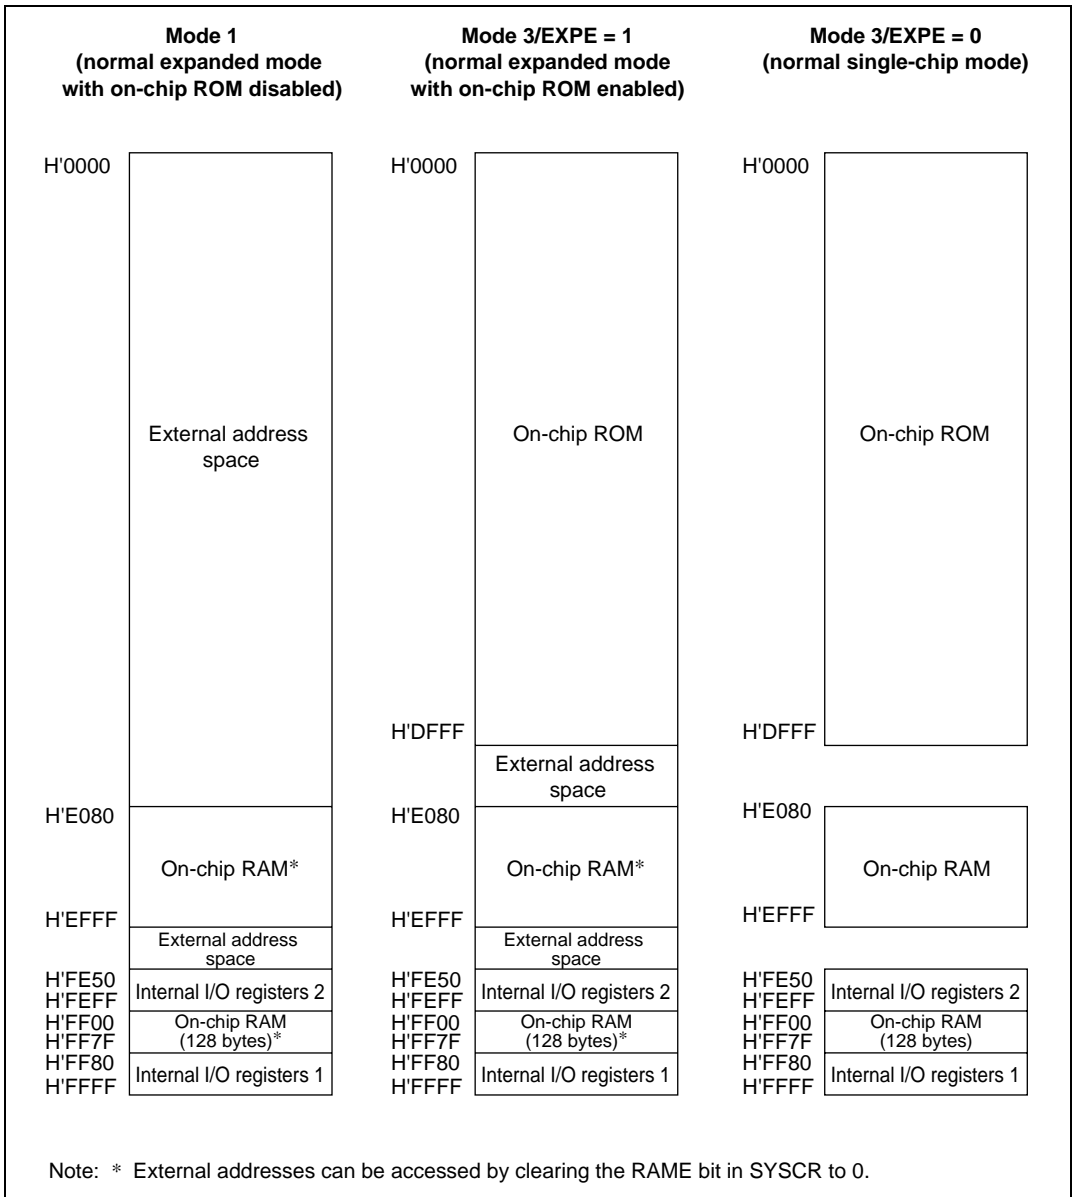 Mode 1
(normal expanded mode
with on-chip ROM disabled)
Mode 3/EXPE = 1
(normal expanded mode
with on-chip ROM enabled)
Mode 3/EXPE = 0
(normal single-chip mode)
H'0000
External address
space
H'E080
On-chip RAM*
H'EFFF
External address
space
H'FE50
H'FEFF
Internal I/O registers 2
H'FF00
H'FF7F
On-chip RAM
(128 bytes)*
H'FF80
H'FFFF
Internal I/O registers 1
H'0000
On-chip ROM
H'DFFF
External address
space
H'E080
On-chip RAM*
H'EFFF
External address
space
H'FE50
H'FEFF
Internal I/O registers 2
H'FF00
H'FF7F
On-chip RAM
(128 bytes)*
H'FF80
H'FFFF
Internal I/O registers 1
H'0000
On-chip ROM
H'DFFF
H'E080
On-chip RAM
H'EFFF
H'FE50
H'FEFF
Internal I/O registers 2
H'FF00
H'FF7F
On-chip RAM
(128 bytes)
H'FF80
H'FFFF
Internal I/O registers 1
Note: * External addresses can be accessed by clearing the RAME bit in SYSCR to 0.